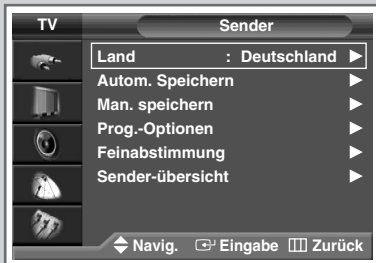 TV Sender
Land : Deutschland
Autom. Speichern
Man. speichern
Prog.-Optionen
Feinabstimmung
Sender-übersicht
Navig. Eingabe Zurück